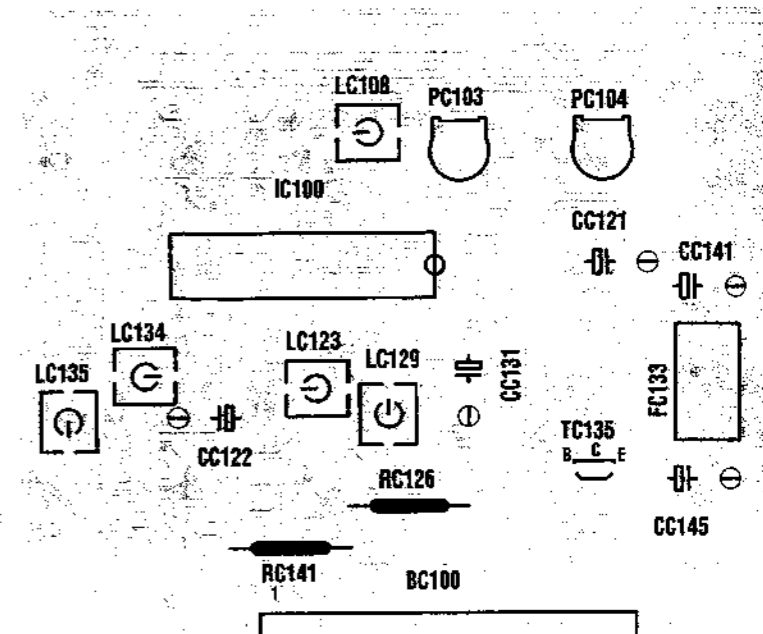 LC108
PC103
PC104
IC100
CC121
CC141
LC134
LC123
LC129
LC135
CC131
FC133
TC135
B C E
CC122
RC126
CC145
RC141
BC100
1